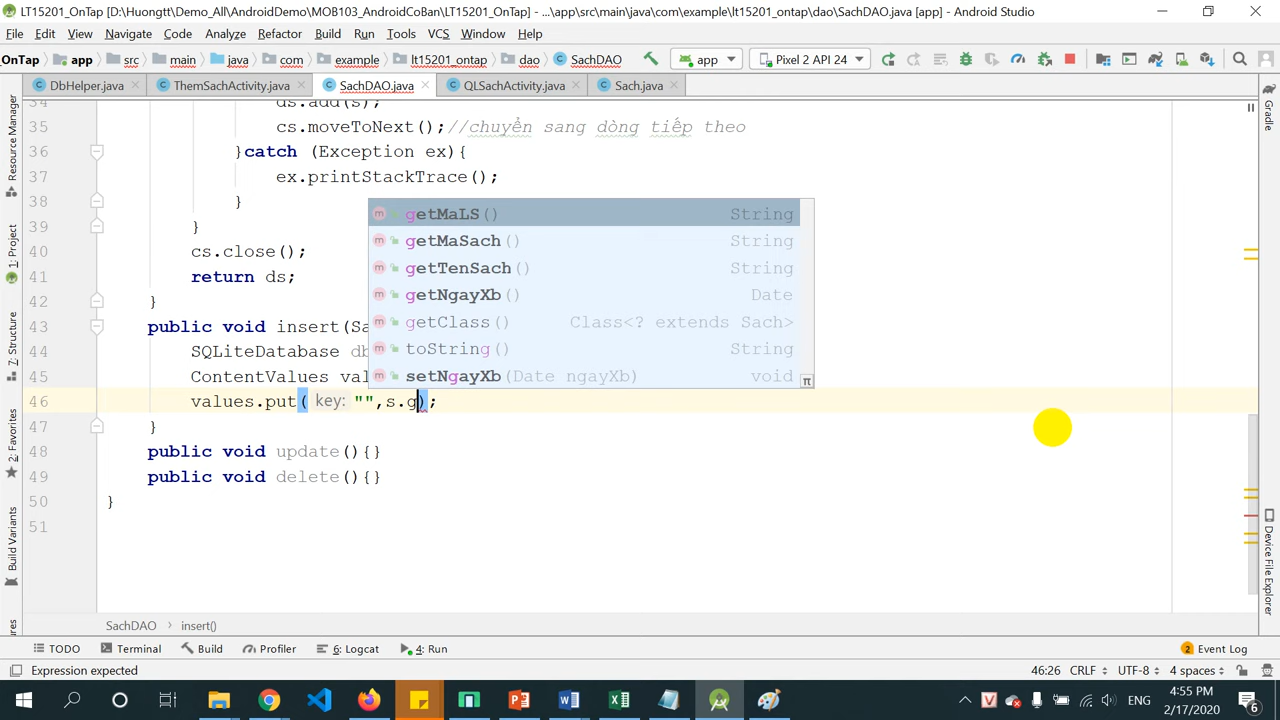 LT15201_OnTap [D:\Huongtt\Demo_All\AndroidDemo\MOB103_AndroidCoBan\LT15201_OnTap] - ...\app\src\main\java\com\example\lt15201_ontap\dao\SachDAO.java [app] - Android Studio
File Edit View Navigate Code Analyze Refactor Build Run Tools VCS Window Help
OnTap app src main java com example lt15201_ontap dao SachDAO app Pixel 2 API 24
DbHelper.java ThemSachActivity.java SachDAO.java QLSachActivity.java Sach.java
34 ds.add(s);
35 cs.moveToNext();//chuyển sang dòng tiếp theo
36 }catch (Exception ex){
37 ex.printStackTrace();
38 }
39 }
40 cs.close();
41 return ds;
42 }
43 public void insert(Sa
44 SQLiteDatabase db
45 ContentValues val
46 values.put( key: "",s.g);
47 }
48 public void update(){}
49 public void delete(){}
50 }
51
m getMaLS() String
m getMaSach() String
m getTenSach() String
m getNgayXb() Date
m getClass() Class<? extends Sach>
m toString() String
m setNgayXb(Date ngayXb) void
π
Resource Manager
1: Project
7: Structure
2: Favorites
Build Variants
Gradle
Device File Explorer
SachDAO insert()
TODO Terminal Build Profiler 6: Logcat 4: Run 2 Event Log
Expression expected 46:26 CRLF UTF-8 4 spaces
ENG 4:55 PM
2/17/2020 6